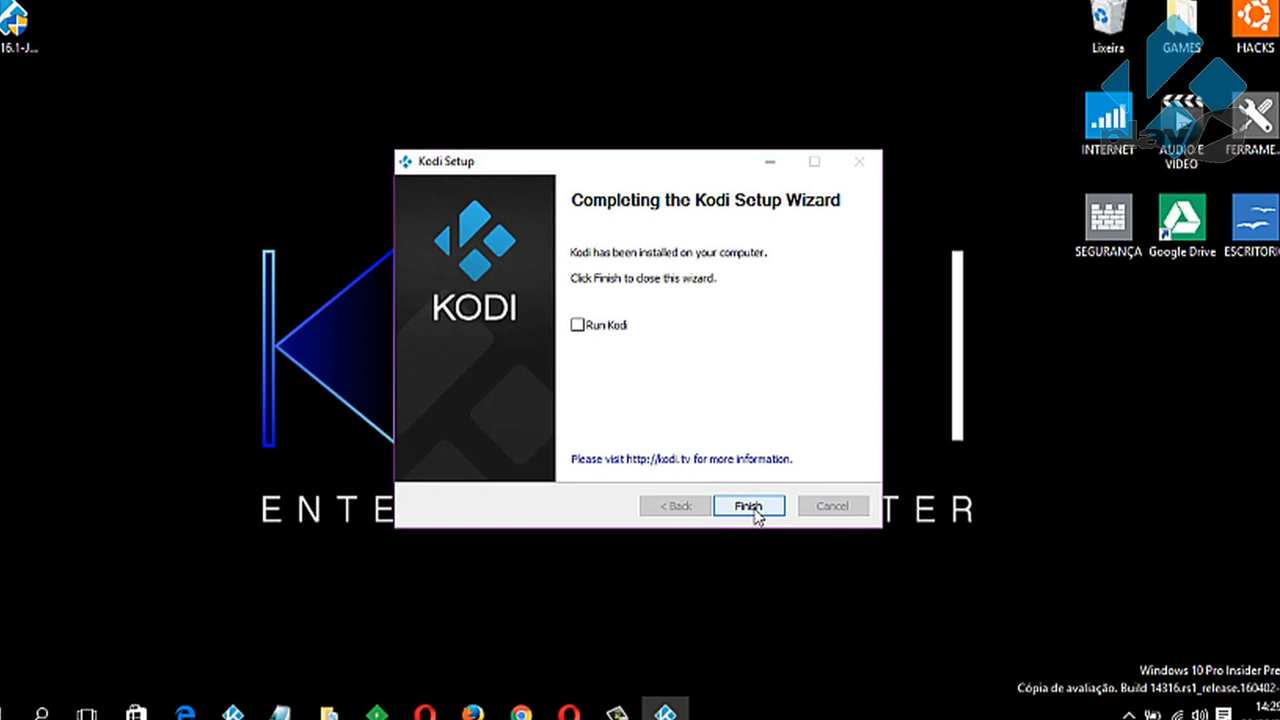 16.1-J...
Lixeira
GAMES
HACKS
INTERNET
AUDIO E VIDEO
FERRAME...
play
SEGURANÇA
Google Drive
ESCRITORI
Kodi Setup
KODI
Completing the Kodi Setup Wizard
Kodi has been installed on your computer.
Click Finish to close this wizard.
Run Kodi
Please visit http://kodi.tv for more information.
< Back
Finish
Cancel
ENTE
TER
Windows 10 Pro Insider Pre
Cópia de avaliação. Build 14316.rs1_release.160402-